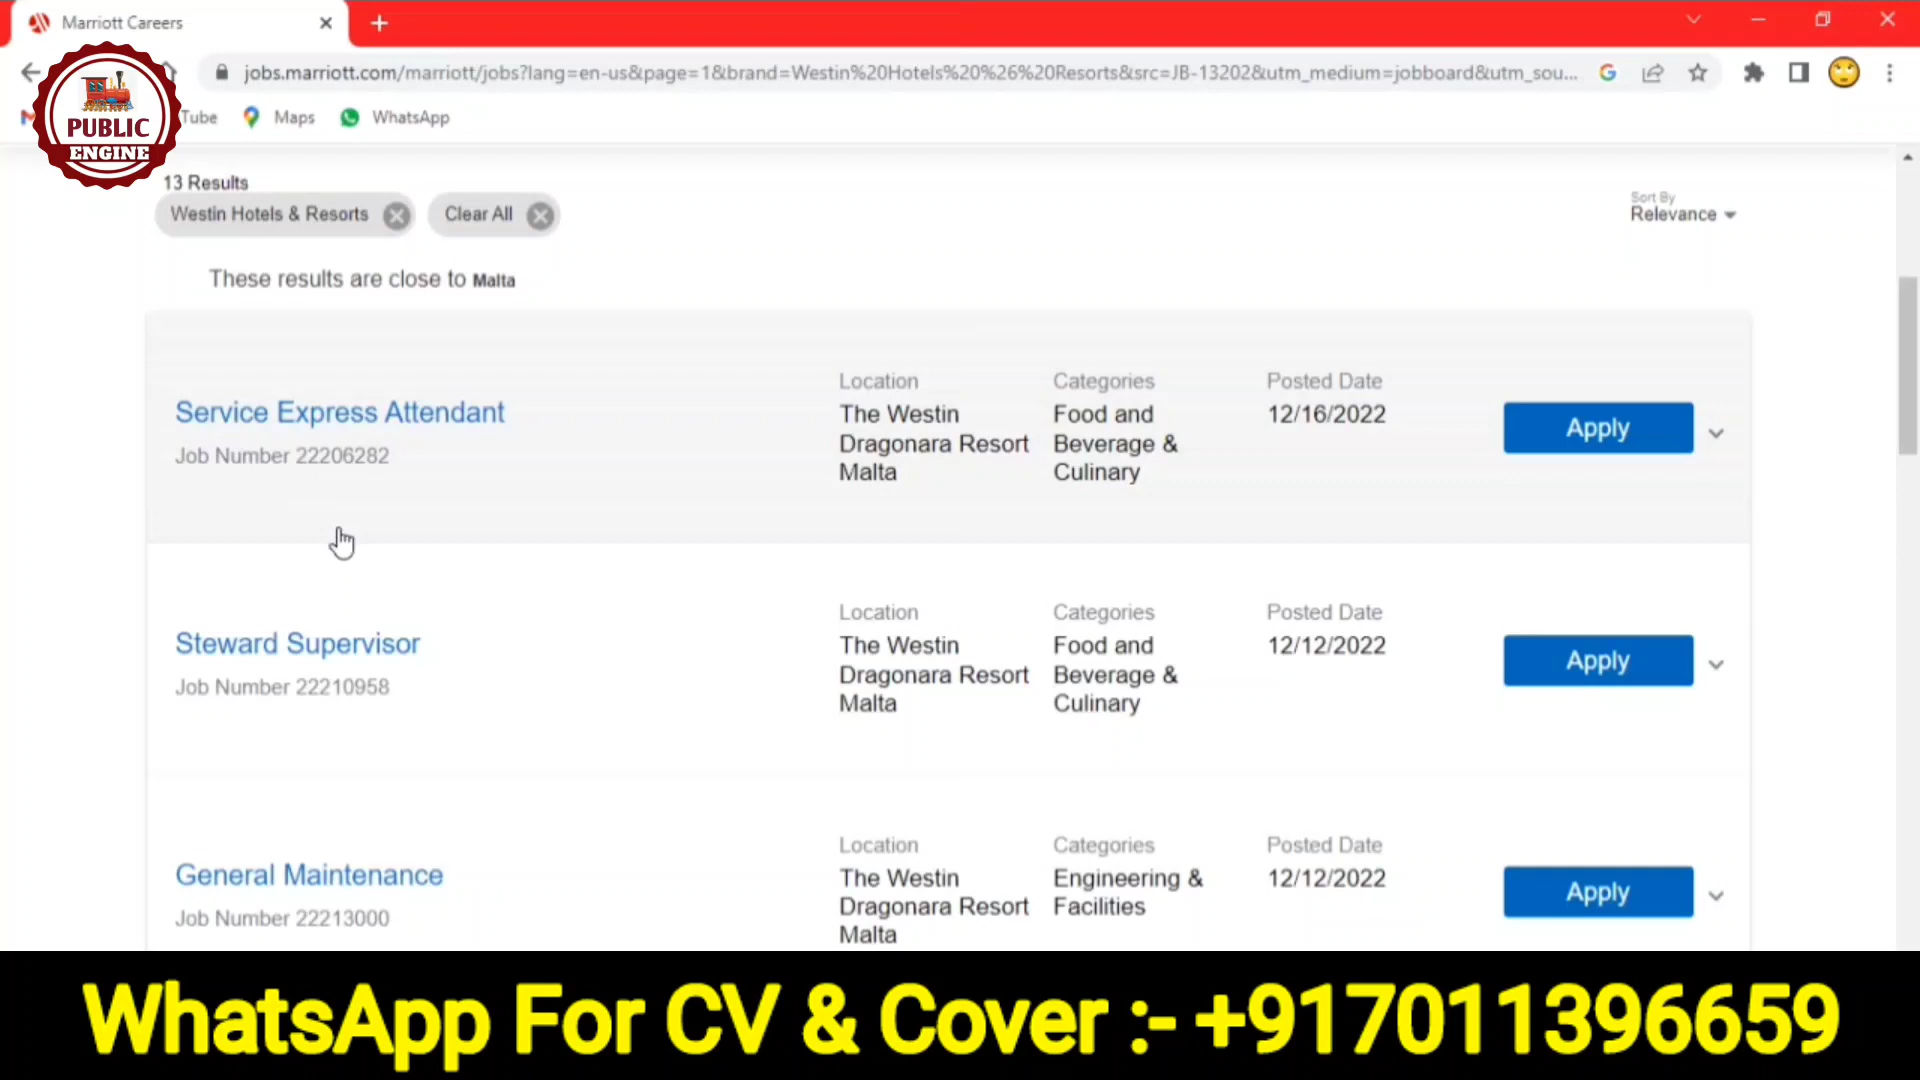 Marriott Careers
jobs.marriott.com/marriott/jobs?lang=en-us&page=1&brand=Westin%20Hotels%20%26%20Resorts&src=JB-13202&utm_medium=jobboard&utm_sou...
Tube Maps WhatsApp
PUBLIC
ENGINE
13 Results
Westin Hotels & Resorts Clear All
Sort By
Relevance
These results are close to Malta
Service Express Attendant
Job Number 22206282
Location
The Westin
Dragonara Resort
Malta
Categories
Food and
Beverage &
Culinary
Posted Date
12/16/2022
Apply
Steward Supervisor
Job Number 22210958
Location
The Westin
Dragonara Resort
Malta
Categories
Food and
Beverage &
Culinary
Posted Date
12/12/2022
Apply
General Maintenance
Job Number 22213000
Location
The Westin
Dragonara Resort
Malta
Categories
Engineering &
Facilities
Posted Date
12/12/2022
Apply
WhatsApp For CV & Cover :- +917011396659